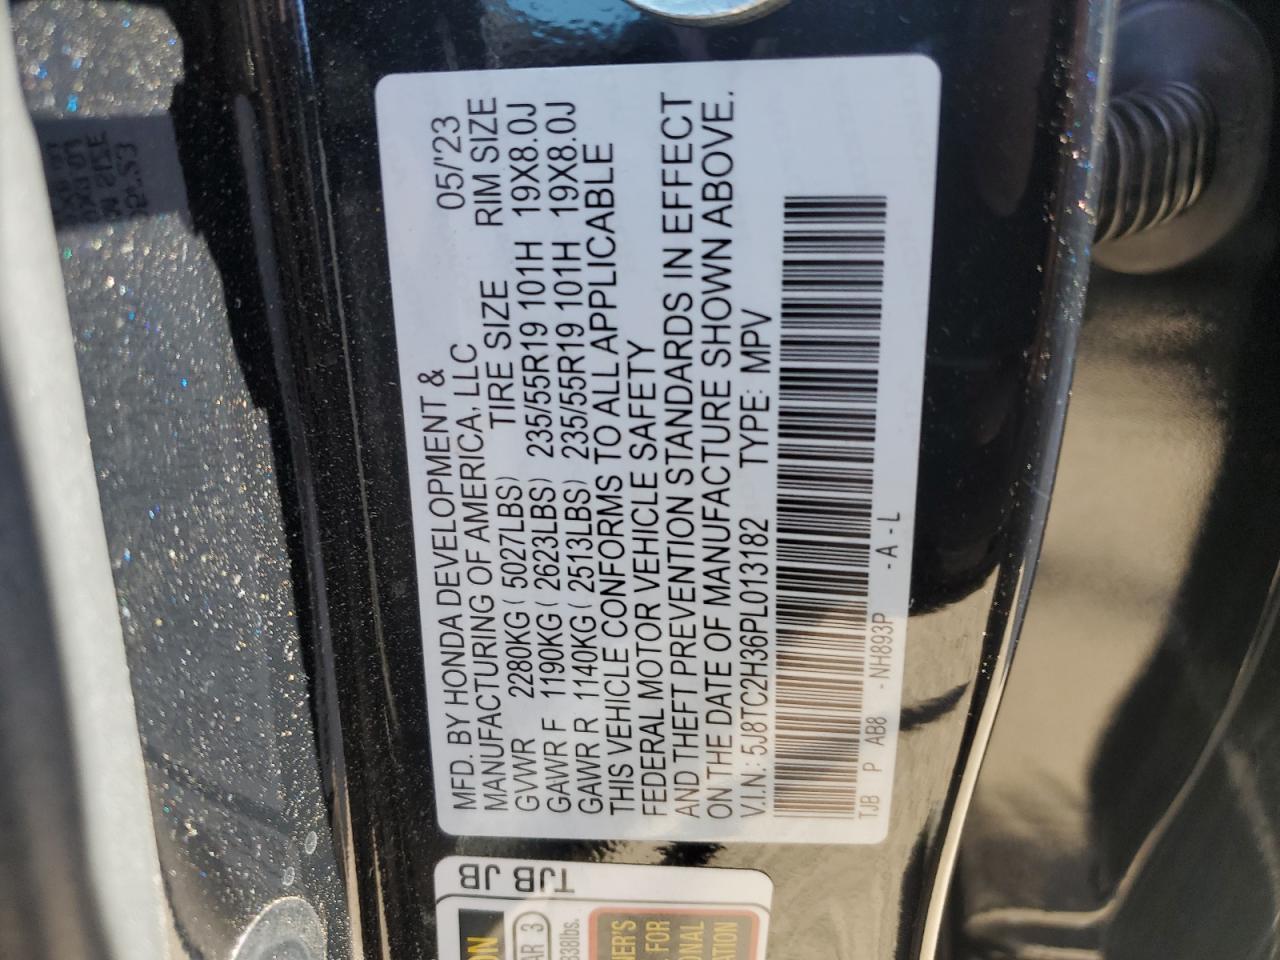 MFD. BY HONDA DEVELOPMENT & 05/'23
MANUFACTURING OF AMERICA, LLC RIM SIZE
TIRE SIZE
GVWR 2280KG ( 5027LBS)
GAWR F 1190KG ( 2623LBS) 235/55R19 101H 19X8.0J
GAWR R 1140KG ( 2513LBS) 235/55R19 101H 19X8.0J
THIS VEHICLE CONFORMS TO ALL APPLICABLE
FEDERAL MOTOR VEHICLE SAFETY
AND THEFT PREVENTION STANDARDS IN EFFECT
ON THE DATE OF MANUFACTURE SHOWN ABOVE.
V.I.N: 5J8TC2H36PL013182 TYPE: MPV
TJB P AB8 - NH893P - A - L
TJB JB